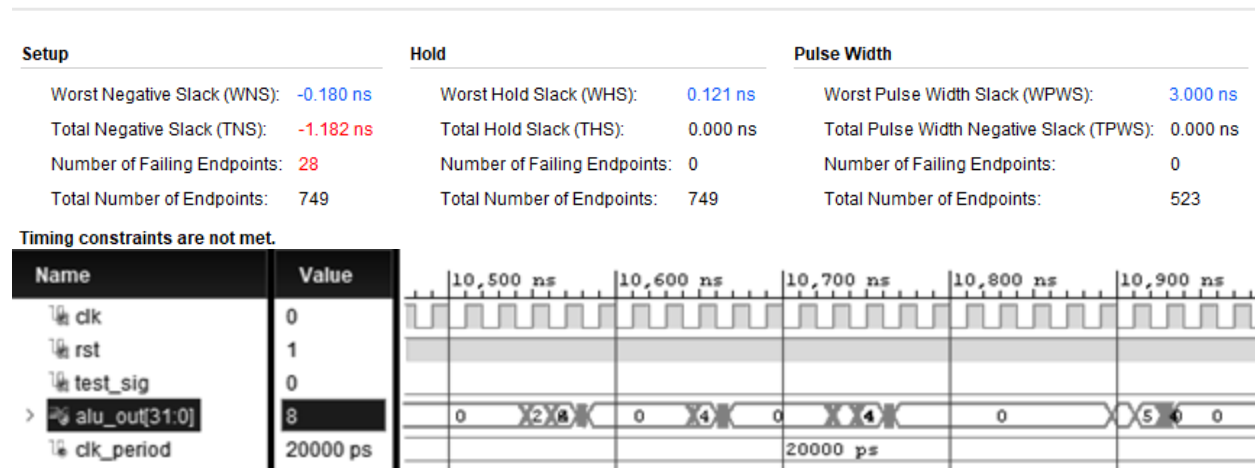 Setup Hold Pulse Width
Worst Negative Slack (WNS): -0.180 ns Worst Hold Slack (WHS): 0.121 ns Worst Pulse Width Slack (WPWS): 3.000 ns
Total Negative Slack (TNS): -1.182 ns Total Hold Slack (THS): 0.000 ns Total Pulse Width Negative Slack (TPWS): 0.000 ns
Number of Failing Endpoints: 28 Number of Failing Endpoints: 0 Number of Failing Endpoints: 0
Total Number of Endpoints: 749 Total Number of Endpoints: 749 Total Number of Endpoints: 523
Timing constraints are not met.
Name Value 10,500 ns 10,600 ns 10,700 ns 10,800 ns 10,900 ns
clk 0
rst 1
test_sig 0
alu_out[31:0] 8 0 2 8 0 4 0 4 0 5 0
clk_period 20000 ps 20000 ps